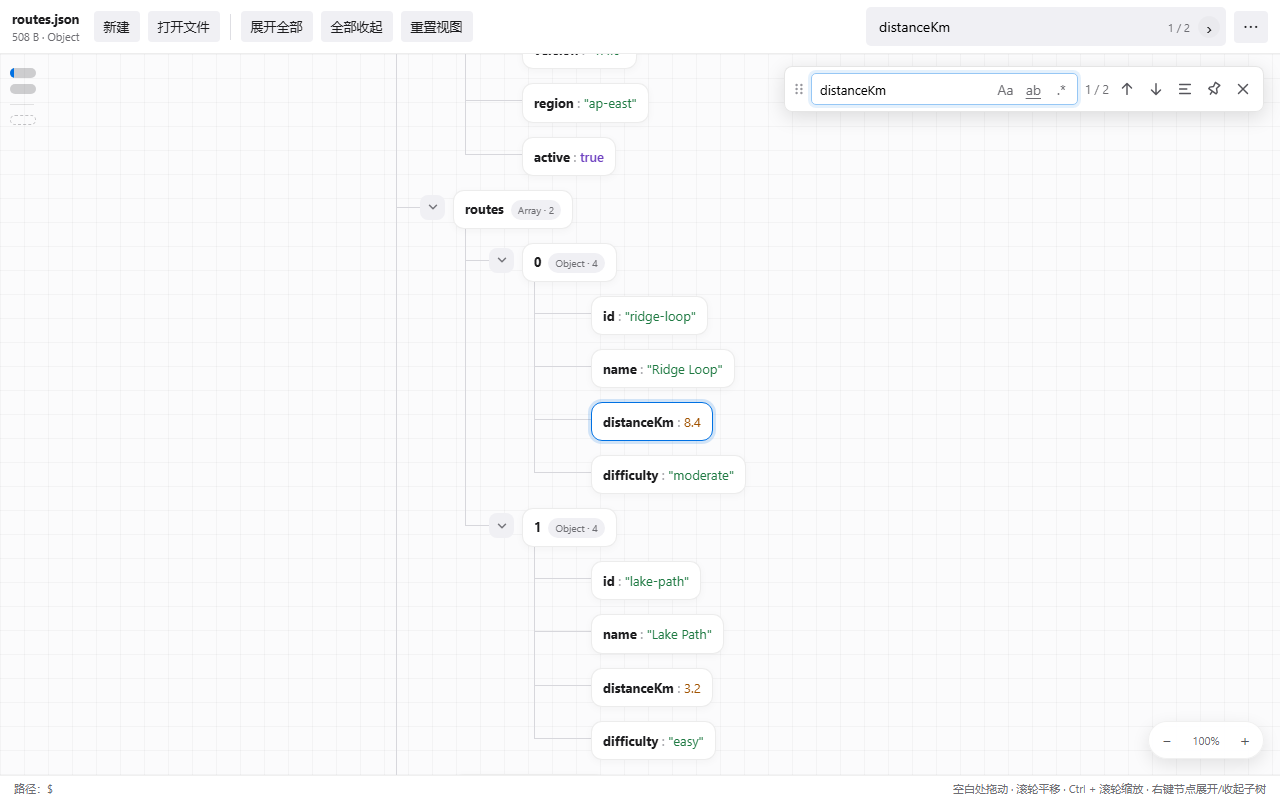 routes.json
508 B · Object
新建
打开文件
展开全部
全部收起
重置视图
distanceKm
1 / 2
distanceKm
Aa
ab
.*
1 / 2
region : "ap-east"
active : true
routes Array · 2
0 Object · 4
id : "ridge-loop"
name : "Ridge Loop"
distanceKm : 8.4
difficulty : "moderate"
1 Object · 4
id : "lake-path"
name : "Lake Path"
distanceKm : 3.2
difficulty : "easy"
− 100% +
路径: $
空白处拖动 · 滚轮平移 · Ctrl + 滚轮缩放 · 右键节点展开/收起子树